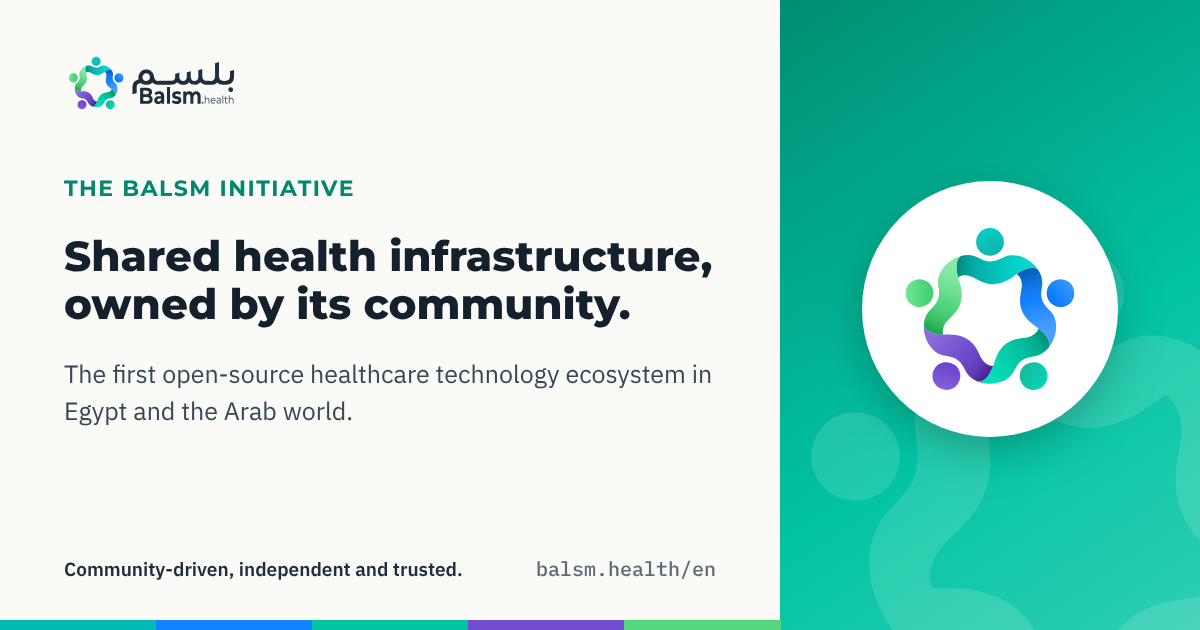 بلسم
Balsm.health
THE BALSM INITIATIVE
Shared health infrastructure,
owned by its community.
The first open-source healthcare technology ecosystem in
Egypt and the Arab world.
Community-driven, independent and trusted.
balsm.health/en